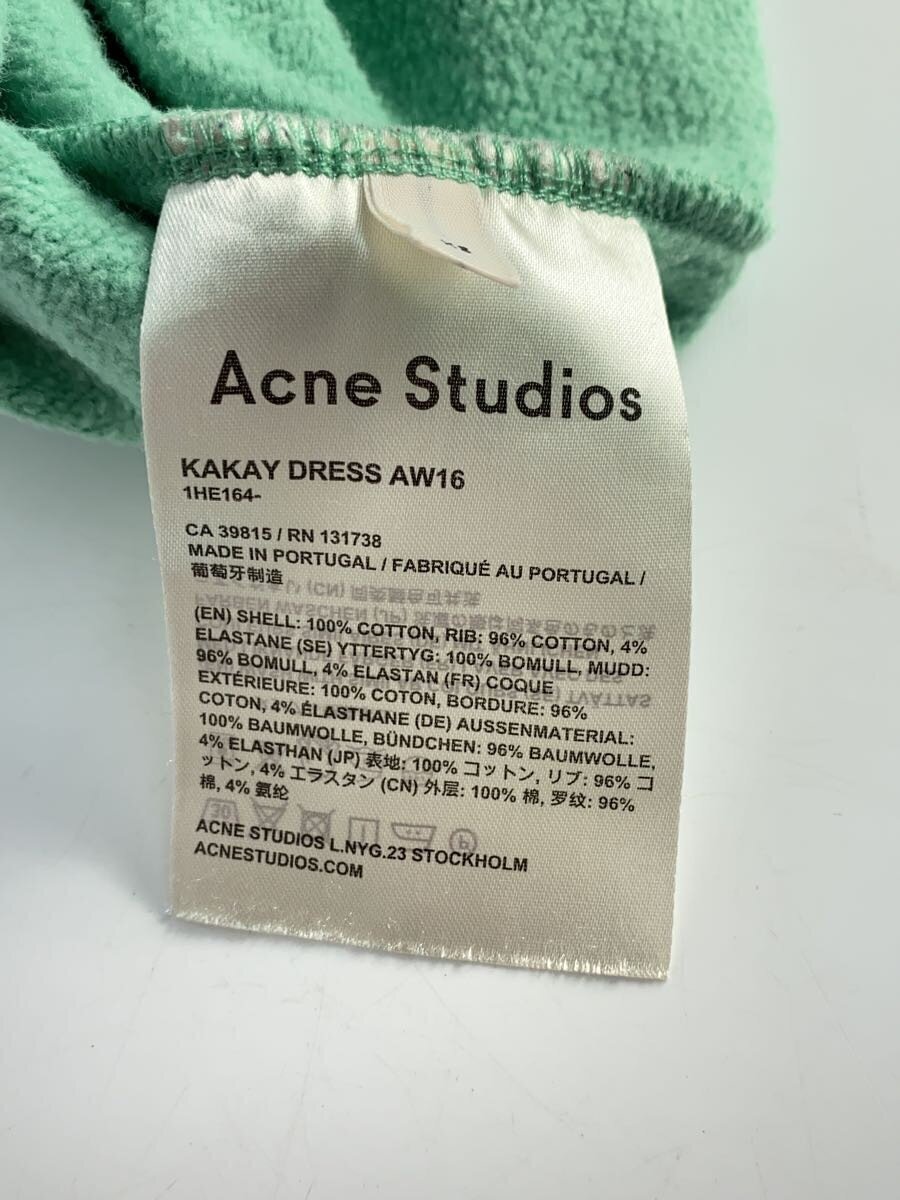 Acne Studios
KAKAY DRESS AW16
1HE164-
CA 39815 / RN 131738
MADE IN PORTUGAL / FABRIQUÉ AU PORTUGAL /
葡萄牙制造
(EN) SHELL: 100% COTTON, RIB: 96% COTTON, 4%
ELASTANE (SE) YTTERTYG: 100% BOMULL, MUDD:
96% BOMULL, 4% ELASTAN (FR) COQUE
EXTÉRIEURE: 100% COTON, BORDURE: 96%
COTON, 4% ÉLASTHANE (DE) AUSSENMATERIAL:
100% BAUMWOLLE, BÜNDCHEN: 96% BAUMWOLLE,
4% ELASTHAN (JP) 表地: 100% コットン, リブ: 96% コ
ットン, 4% エラスタン (CN) 外层: 100% 棉, 罗纹: 96%
棉, 4% 氨纶
ACNE STUDIOS L.NYG.23 STOCKHOLM
ACNESTUDIOS.COM